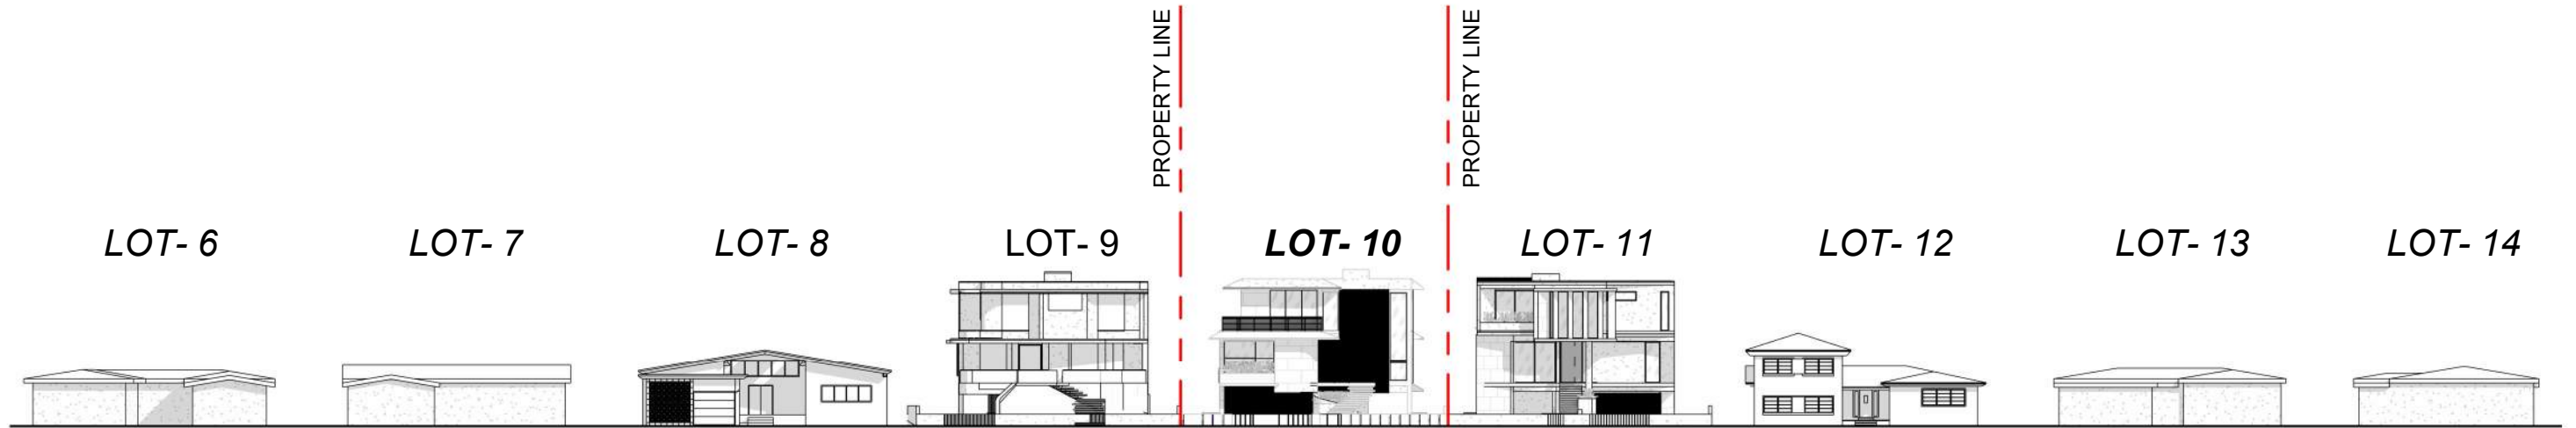 PROPERTY LINE
PROPERTY LINE
LOT- 6
LOT- 7
LOT- 8
LOT- 9
LOT- 10
LOT- 11
LOT- 12
LOT- 13
LOT- 14